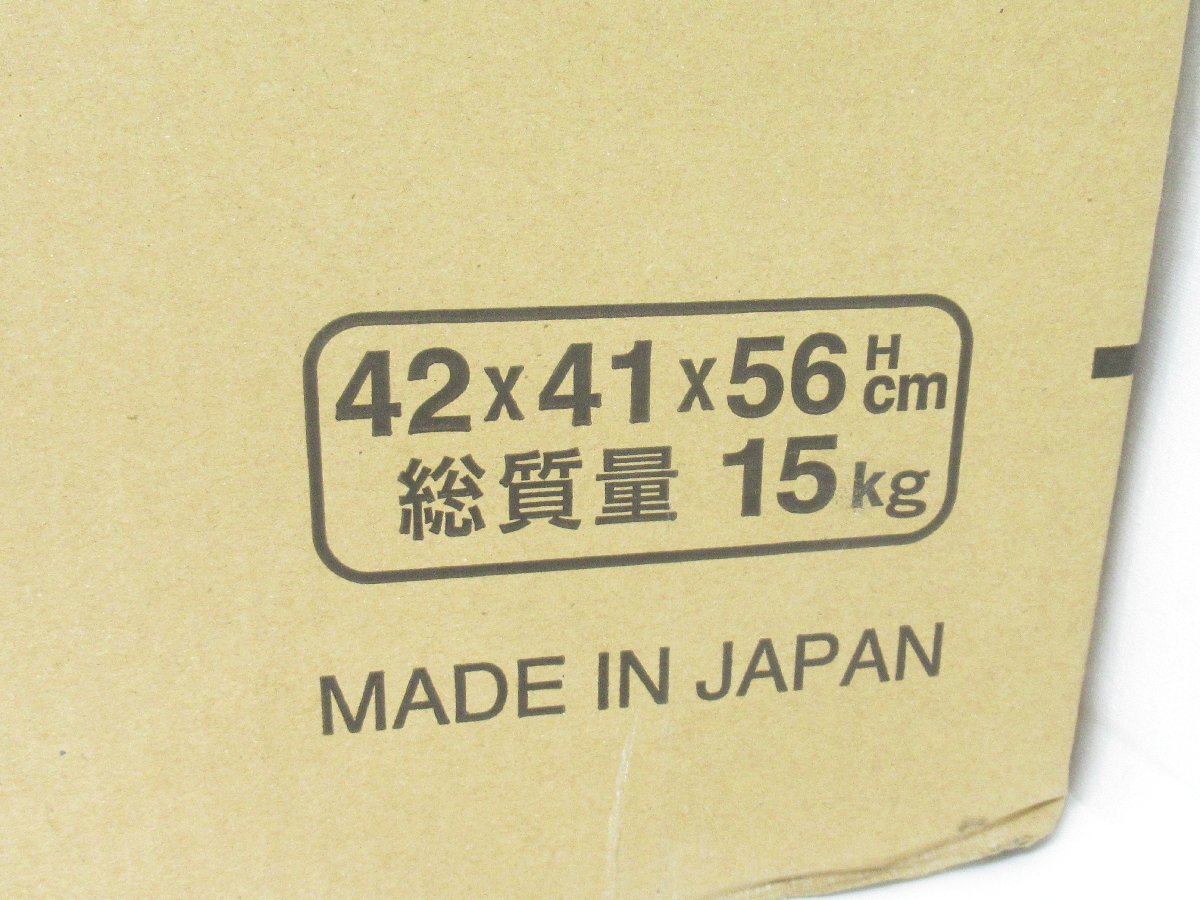 42x41x56 H cm
総質量 15kg
MADE IN JAPAN